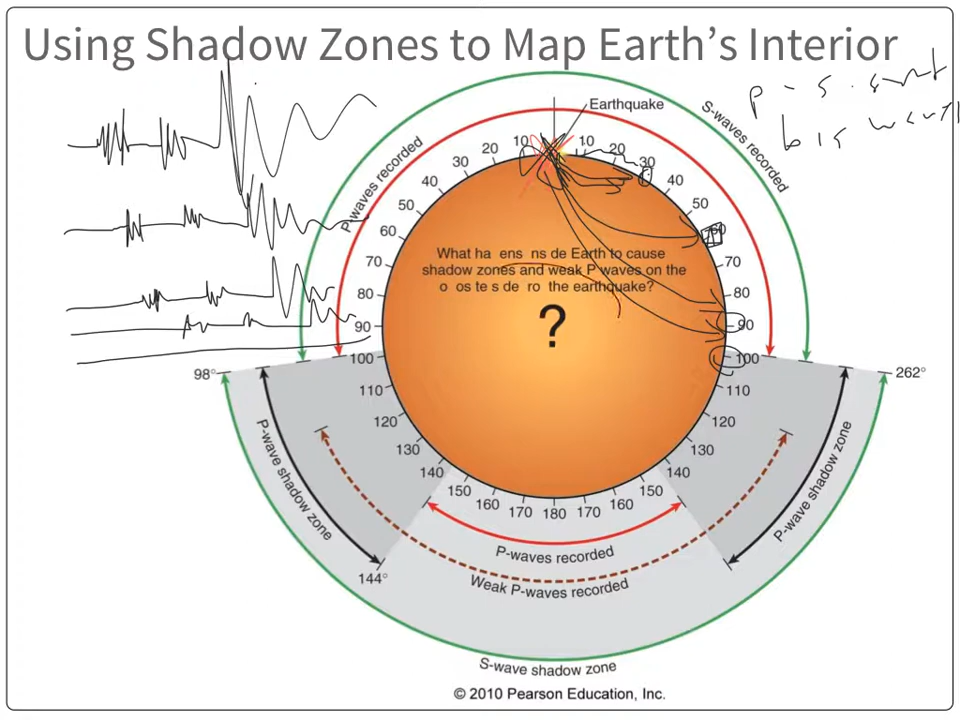 Using Shadow Zones to Map Earth's Interior
Earthquake
S-waves recorded
P-waves recorded
10 10
20 20
30 30
40 40
50 50
60 60
70 70
80 80
90 90
100 100
110 110
120 120
130 130
140 140
150 150
160 160
170 170
180
What ha ens ns de Earth to cause
shadow zones and weak P waves on the
o os te s de ro the earthquake?
?
98°
262°
144°
P-wave shadow zone
P-wave shadow zone
P-waves recorded
Weak P-waves recorded
S-wave shadow zone
© 2010 Pearson Education, Inc.